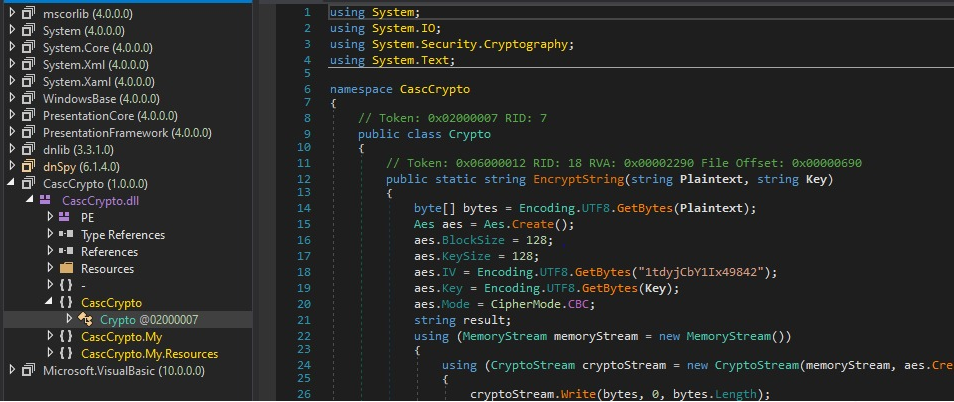 mscorlib (4.0.0.0)
System (4.0.0.0)
System.Core (4.0.0.0)
System.Xml (4.0.0.0)
System.Xaml (4.0.0.0)
WindowsBase (4.0.0.0)
PresentationCore (4.0.0.0)
PresentationFramework (4.0.0.0)
dnlib (3.3.1.0)
dnSpy (6.1.4.0)
CascCrypto (1.0.0.0)
CascCrypto.dll
PE
Type References
References
Resources
{ } -
{ } CascCrypto
Crypto @02000007
{ } CascCrypto.My
{ } CascCrypto.My.Resources
Microsoft.VisualBasic (10.0.0.0)
1 using System;
2 using System.IO;
3 using System.Security.Cryptography;
4 using System.Text;
5
6 namespace CascCrypto
7 {
8 // Token: 0x02000007 RID: 7
9 public class Crypto
10 {
11 // Token: 0x06000012 RID: 18 RVA: 0x00002290 File Offset: 0x00000690
12 public static string EncryptString(string Plaintext, string Key)
13 {
14 byte[] bytes = Encoding.UTF8.GetBytes(Plaintext);
15 Aes aes = Aes.Create();
16 aes.BlockSize = 128;
17 aes.KeySize = 128;
18 aes.IV = Encoding.UTF8.GetBytes("1tdyjCbY1Ix49842");
19 aes.Key = Encoding.UTF8.GetBytes(Key);
20 aes.Mode = CipherMode.CBC;
21 string result;
22 using (MemoryStream memoryStream = new MemoryStream())
23 {
24 using (CryptoStream cryptoStream = new CryptoStream(memoryStream, aes.Cre
25 {
26 cryptoStream.Write(bytes, 0, bytes.Length);